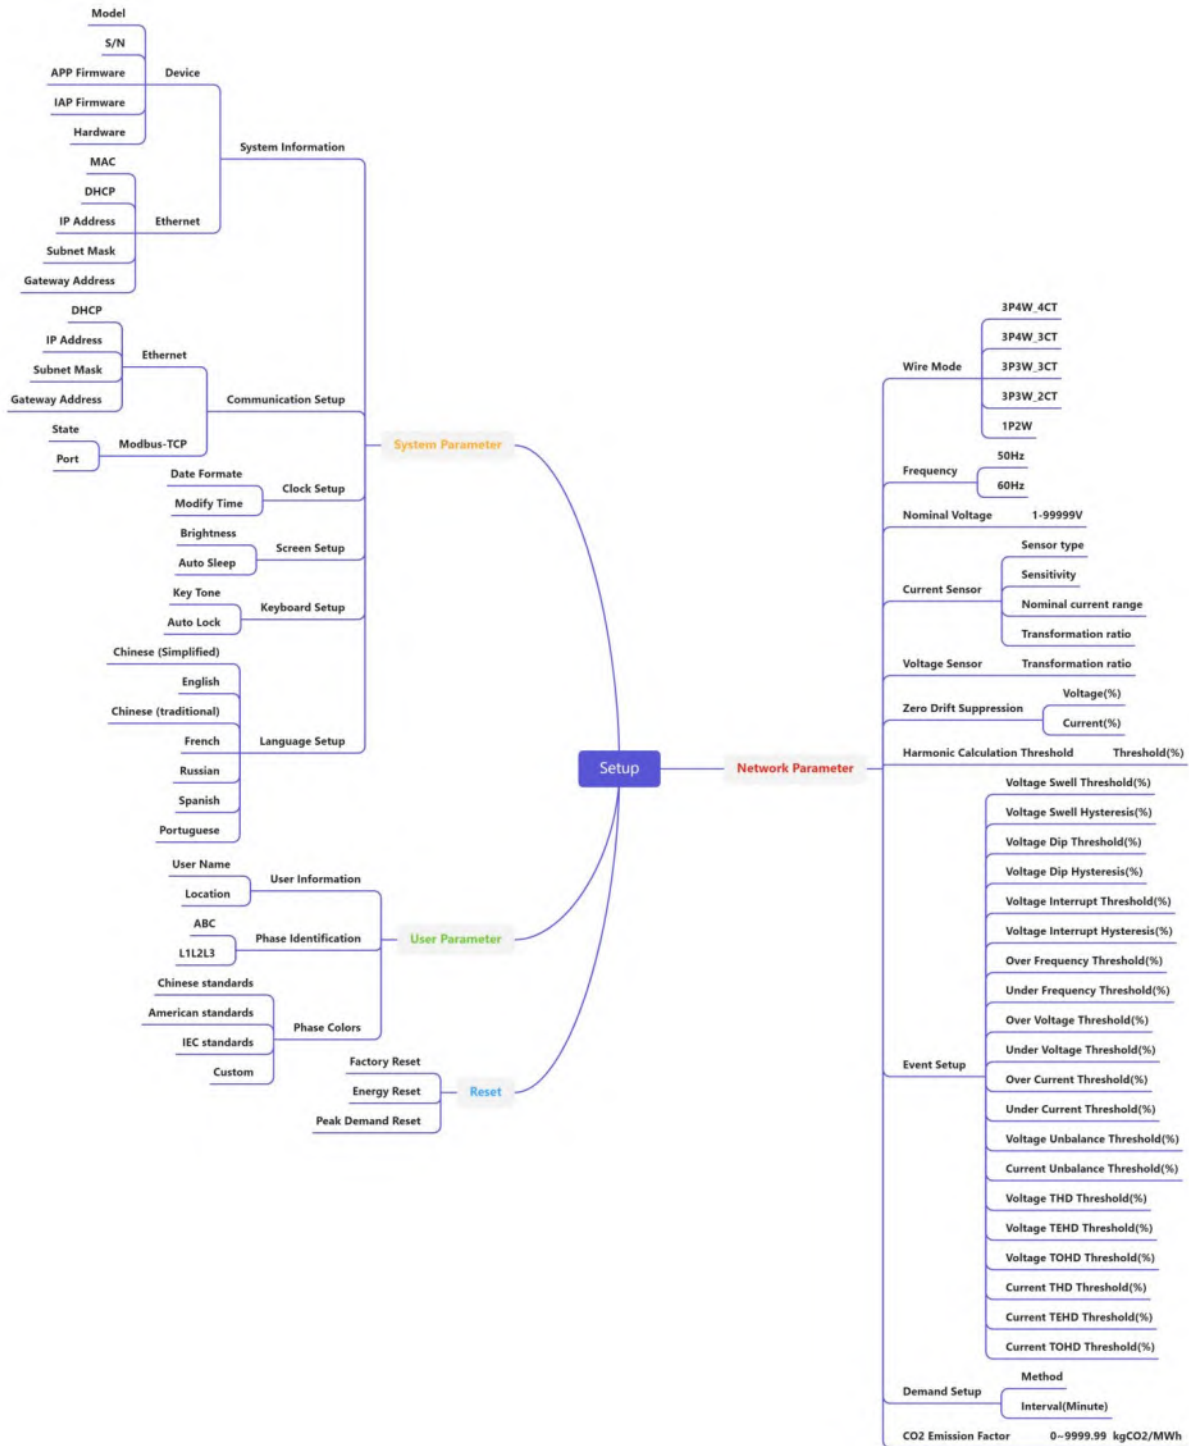 Model
S/N
APP Firmware
Device
IAP Firmware
Hardware
System Information
MAC
DHCP
IP Address
Ethernet
Subnet Mask
Gateway Address
DHCP
IP Address
Ethernet
Subnet Mask
Gateway Address
Communication Setup
State
Modbus-TCP
Port
System Parameter
Date Formate
Clock Setup
Modify Time
Brightness
Screen Setup
Auto Sleep
Key Tone
Keyboard Setup
Auto Lock
Chinese (Simplified)
English
Chinese (traditional)
French
Language Setup
Russian
Spanish
Portuguese
Setup
User Name
User Information
Location
ABC
Phase Identification
L1L2L3
User Parameter
Chinese standards
American standards
Phase Colors
IEC standards
Custom
Factory Reset
Energy Reset
Reset
Peak Demand Reset
Network Parameter
Wire Mode
3P4W_4CT
3P4W_3CT
3P3W_3CT
3P3W_2CT
1P2W
Frequency
50Hz
60Hz
Nominal Voltage 1-99999V
Current Sensor
Sensor type
Sensitivity
Nominal current range
Transformation ratio
Voltage Sensor Transformation ratio
Zero Drift Suppression
Voltage(%)
Current(%)
Harmonic Calculation Threshold Threshold(%)
Event Setup
Voltage Swell Threshold(%)
Voltage Swell Hysteresis(%)
Voltage Dip Threshold(%)
Voltage Dip Hysteresis(%)
Voltage Interrupt Threshold(%)
Voltage Interrupt Hysteresis(%)
Over Frequency Threshold(%)
Under Frequency Threshold(%)
Over Voltage Threshold(%)
Under Voltage Threshold(%)
Over Current Threshold(%)
Under Current Threshold(%)
Voltage Unbalance Threshold(%)
Current Unbalance Threshold(%)
Voltage THD Threshold(%)
Voltage TEHD Threshold(%)
Voltage TOHD Threshold(%)
Current THD Threshold(%)
Current TEHD Threshold(%)
Current TOHD Threshold(%)
Demand Setup
Method
Interval(Minute)
CO2 Emission Factor 0~9999.99 kgCO2/MWh